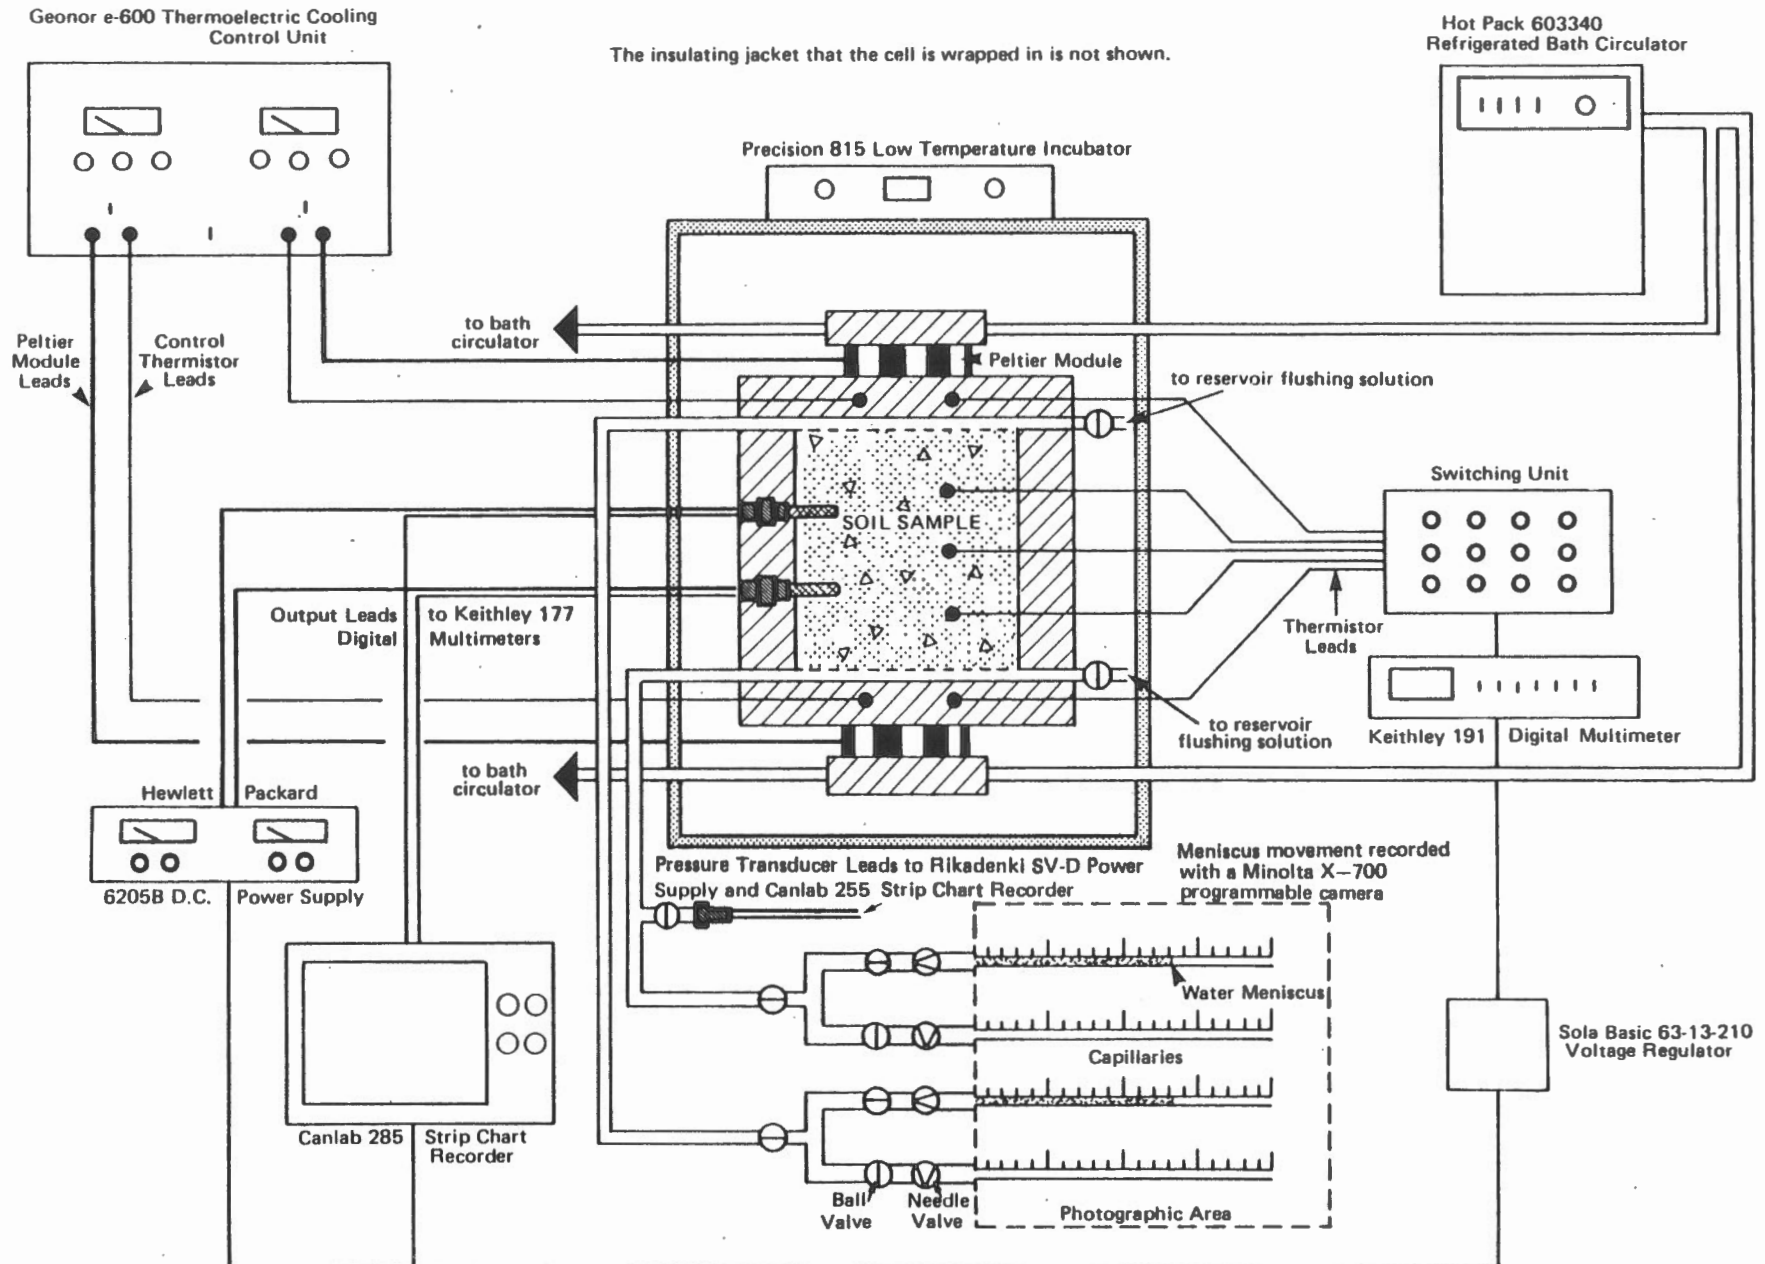 Geonor e-600 Thermoelectric Cooling
Control Unit
The insulating jacket that the cell is wrapped in is not shown.
Hot Pack 603340
Refrigerated Bath Circulator
Precision 815 Low Temperature Incubator
Peltier
Module
Leads
Control
Thermistor
Leads
to bath
circulator
Peltier Module
to reservoir flushing solution
Switching Unit
SOIL SAMPLE
Output Leads to Keithley 177
Digital Multimeters
Thermistor
Leads
to reservoir
flushing solution
Keithley 191 Digital Multimeter
to bath
circulator
Hewlett Packard
6205B D.C. Power Supply
Pressure Transducer Leads to Rikadenki SV-D Power
Supply and Canlab 255 Strip Chart Recorder
Meniscus movement recorded
with a Minolta X-700
programmable camera
Water Meniscus
Capillaries
Sola Basic 63-13-210
Voltage Regulator
Canlab 285 Strip Chart
Recorder
Ball
Valve
Needle
Valve
Photographic Area